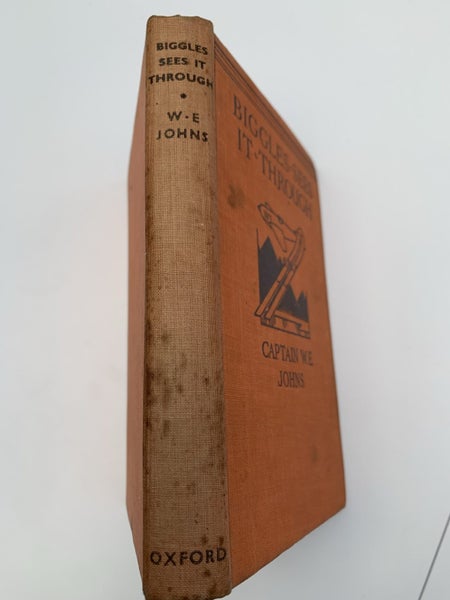 BIGGLES
SEES IT
THROUGH
W·E
JOHNS
OXFORD
BIGGLES SEES
IT THROUGH
CAPTAIN W.E
JOHNS